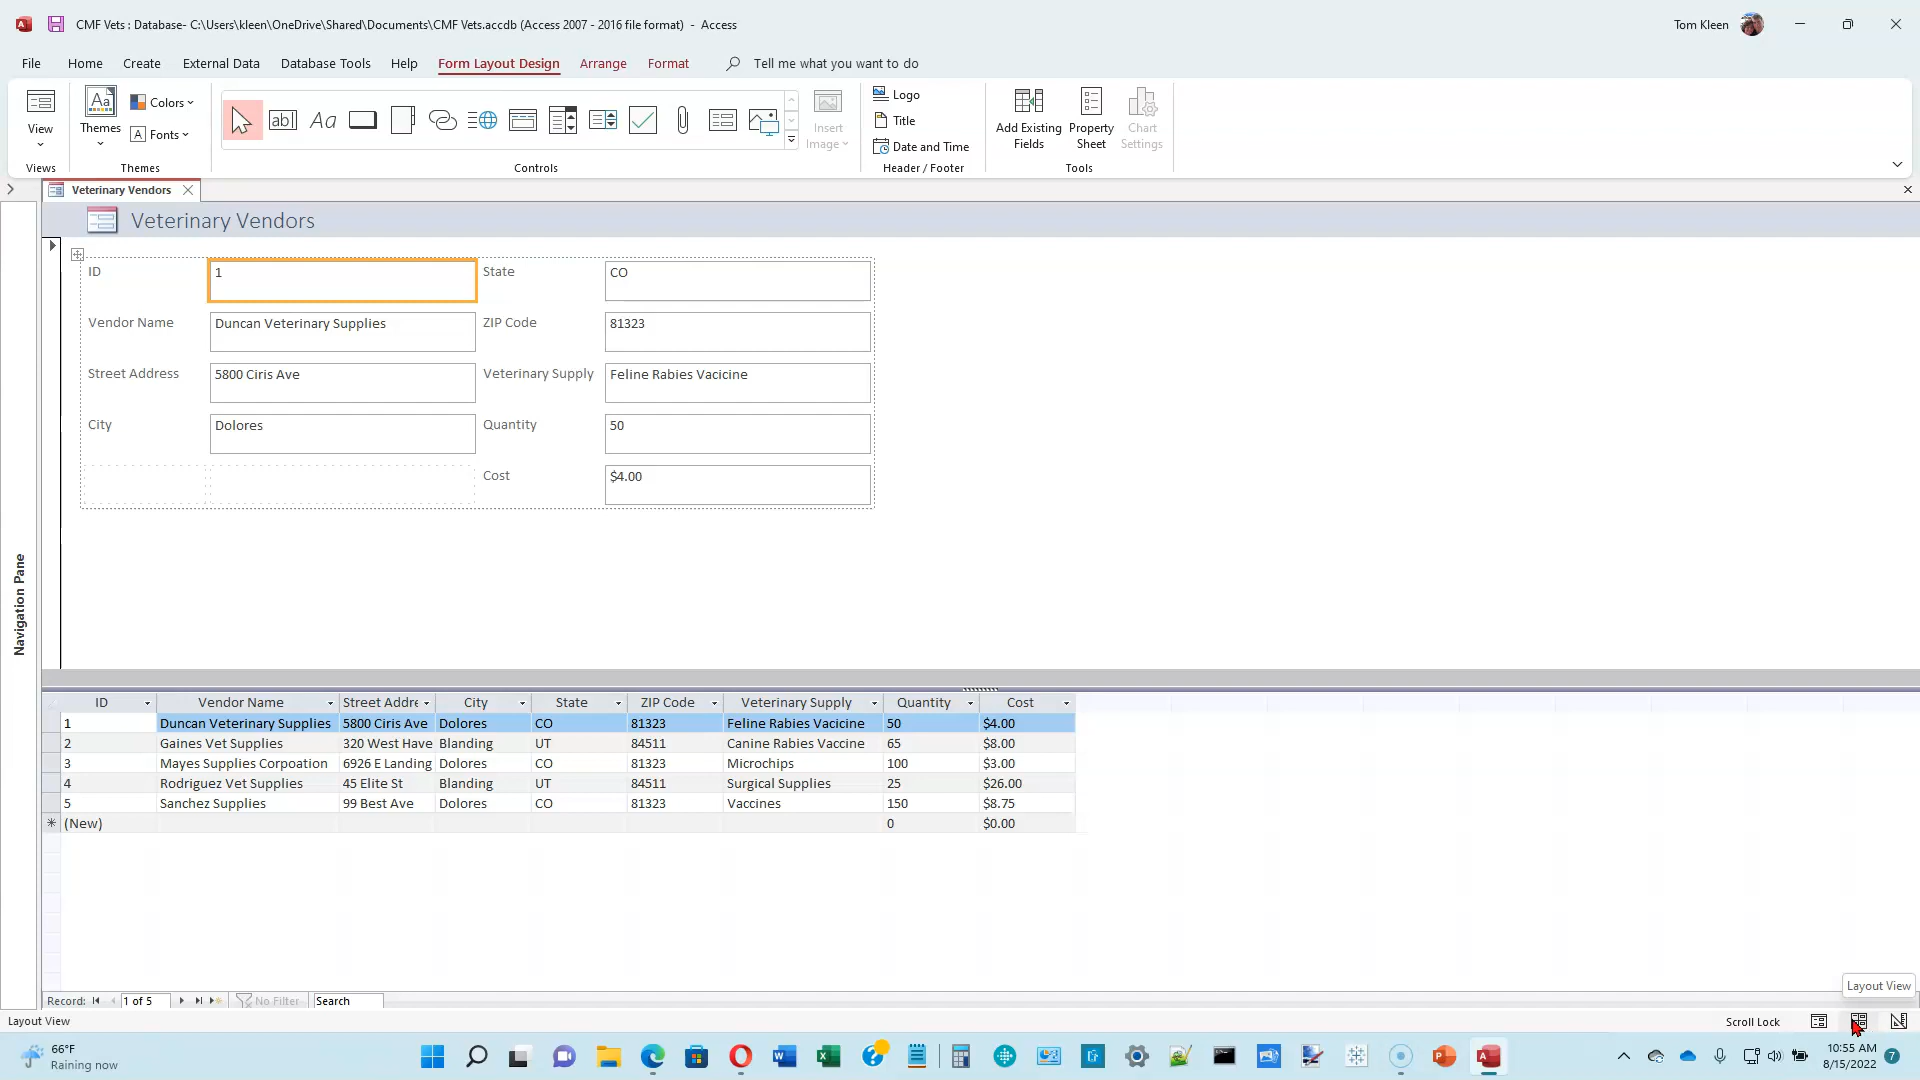 CMF Vets : Database- C:\Users\kleen\OneDrive\Shared\Documents\CMF Vets.accdb (Access 2007 - 2016 file format)  -  Access
Tom Kleen
File Home Create External Data Database Tools Help Form Layout Design Arrange Format Tell me what you want to do
View
Views
Aa
Themes
Colors
A Fonts
Themes
ab
Aa
Controls
Insert
Image
Logo
Title
Date and Time
Header / Footer
Add Existing
Fields
Property
Sheet
Chart
Settings
Tools
Veterinary Vendors
Veterinary Vendors
Navigation Pane
ID 1 State CO
Vendor Name Duncan Veterinary Supplies ZIP Code 81323
Street Address 5800 Ciris Ave Veterinary Supply Feline Rabies Vacicine
City Dolores Quantity 50
Cost $4.00
ID Vendor Name Street Addre City State ZIP Code Veterinary Supply Quantity Cost
1 Duncan Veterinary Supplies 5800 Ciris Ave Dolores CO 81323 Feline Rabies Vacicine 50 $4.00
2 Gaines Vet Supplies 320 West Have Blanding UT 84511 Canine Rabies Vaccine 65 $8.00
3 Mayes Supplies Corpoation 6926 E Landing Dolores CO 81323 Microchips 100 $3.00
4 Rodriguez Vet Supplies 45 Elite St Blanding UT 84511 Surgical Supplies 25 $26.00
5 Sanchez Supplies 99 Best Ave Dolores CO 81323 Vaccines 150 $8.75
* (New) 0 $0.00
Layout View
Record: 1 of 5 No Filter Search
Layout View
Scroll Lock
66°F
Raining now
10:55 AM
8/15/2022
7